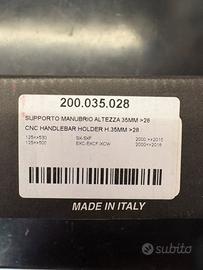 200.035.028
SUPPORTO MANUBRIO ALTEZZA 35MM >28
CNC HANDLEBAR HOLDER H.35MM >28
125<>530 SX-SXF 2000 <>2015
125<>500 EXC-EXCF-XCW 2000<>2016
MADE IN ITALY
subito